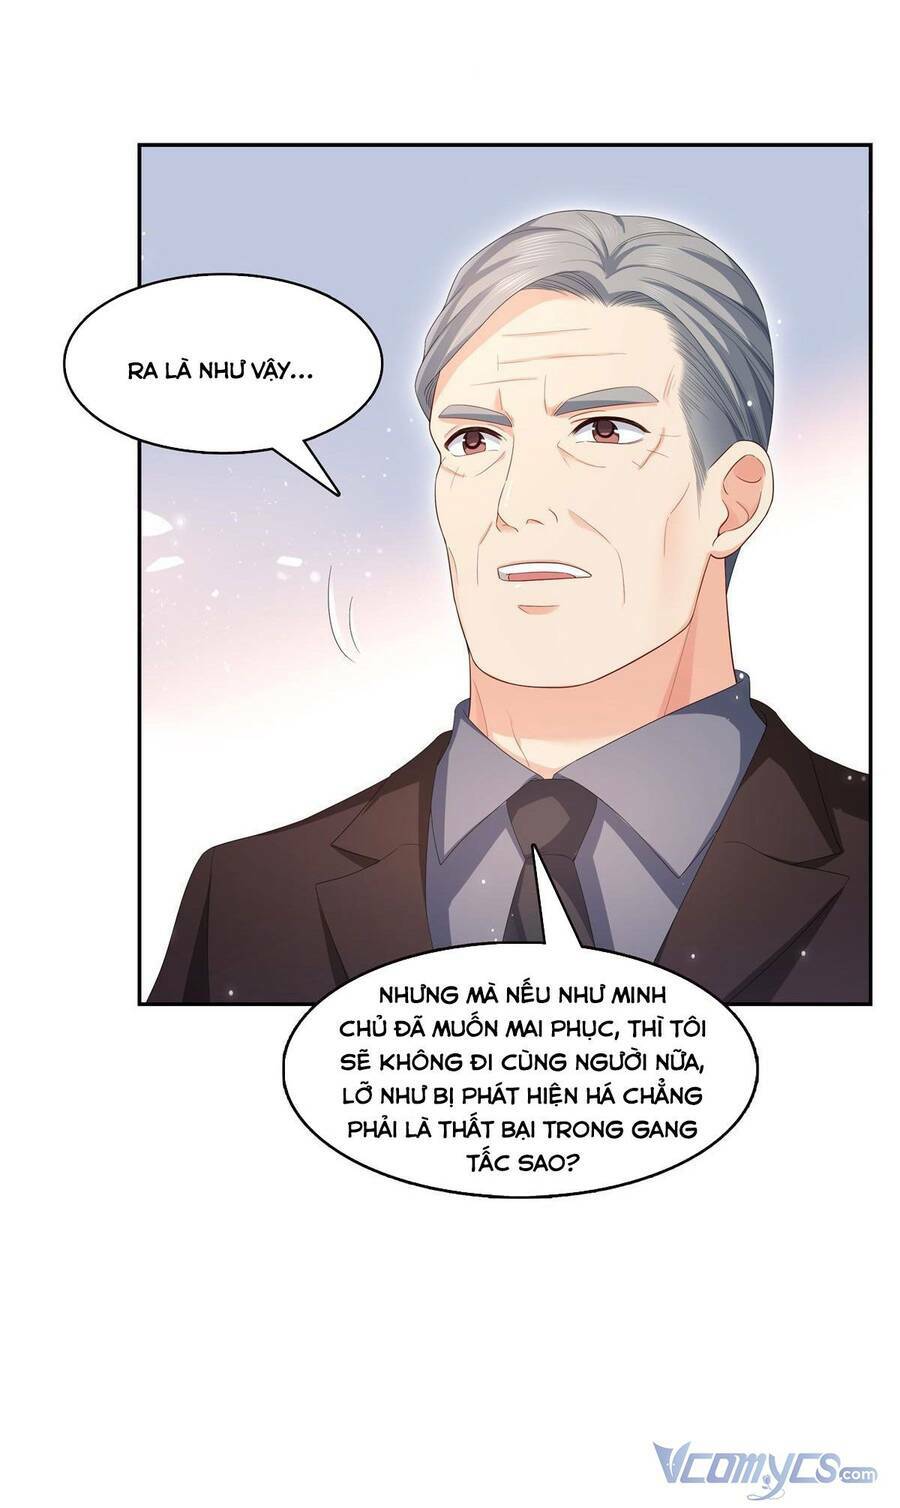 RA LÀ NHƯ VẬY...
NHƯNG MÀ NẾU NHƯ MINH
CHỦ ĐÃ MUỐN MAI PHỤC, THÌ TÔI
SẼ KHÔNG ĐI CÙNG NGƯỜI NỮA,
LỠ NHƯ BỊ PHÁT HIỆN HÁ CHẲNG
PHẢI LÀ THẤT BẠI TRONG GANG
TẤC SAO?
VCOMYCS.com